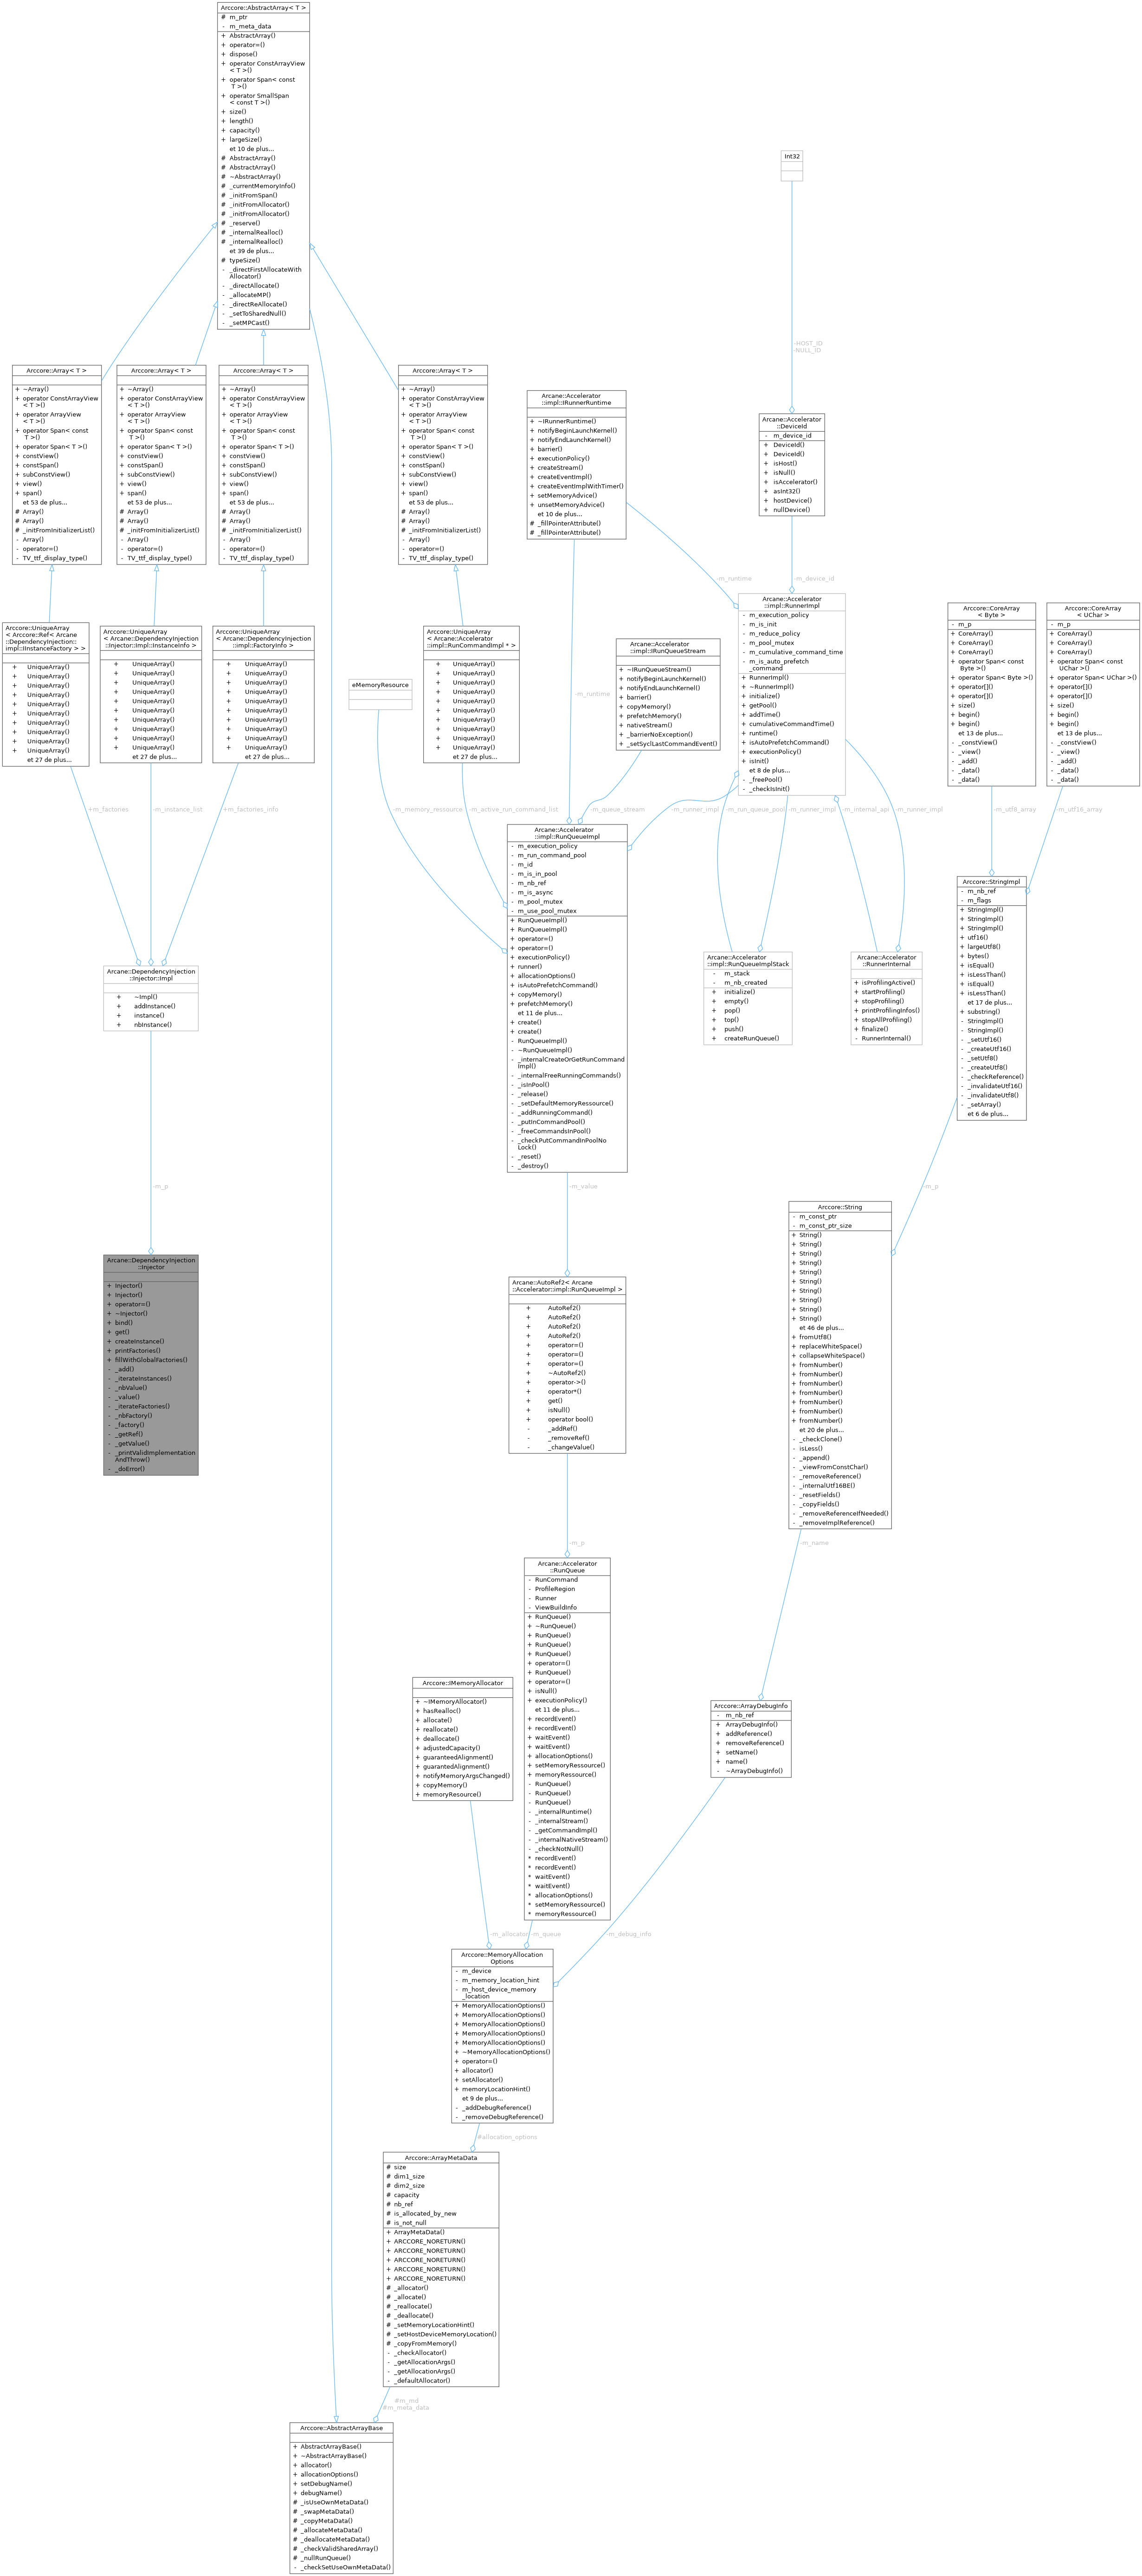 Arccore::AbstractArray< T >
# m_ptr
- m_meta_data
+ AbstractArray()
+ operator=()
+ dispose()
+ operator ConstArrayView
< T >()
+ operator Span< const
T >()
+ operator SmallSpan
< const T >()
+ size()
+ length()
+ capacity()
+ largeSize()
et 10 de plus...
# AbstractArray()
# AbstractArray()
# ~AbstractArray()
# _currentMemoryInfo()
# _initFromSpan()
# _initFromAllocator()
# _initFromAllocator()
# _reserve()
# _internalRealloc()
# _internalRealloc()
et 39 de plus...
# typeSize()
- _directFirstAllocateWith
Allocator()
- _directAllocate()
- _allocateMP()
- _directReAllocate()
- _setToSharedNull()
- _setMPCast()
Int32
-HOST_ID
-NULL_ID
Arccore::Array< T >
+ ~Array()
+ operator ConstArrayView
< T >()
+ operator ArrayView
< T >()
+ operator Span< const
T >()
+ operator Span< T >()
+ constView()
+ constSpan()
+ subConstView()
+ view()
+ span()
et 53 de plus...
# Array()
# Array()
# _initFromInitializerList()
- Array()
- operator=()
- TV_ttf_display_type()
Arccore::Array< T >
+ ~Array()
+ operator ConstArrayView
< T >()
+ operator ArrayView
< T >()
+ operator Span< const
T >()
+ operator Span< T >()
+ constView()
+ constSpan()
+ subConstView()
+ view()
+ span()
et 53 de plus...
# Array()
# Array()
# _initFromInitializerList()
- Array()
- operator=()
- TV_ttf_display_type()
Arccore::Array< T >
+ ~Array()
+ operator ConstArrayView
< T >()
+ operator ArrayView
< T >()
+ operator Span< const
T >()
+ operator Span< T >()
+ constView()
+ constSpan()
+ subConstView()
+ view()
+ span()
et 53 de plus...
# Array()
# Array()
# _initFromInitializerList()
- Array()
- operator=()
- TV_ttf_display_type()
Arccore::Array< T >
+ ~Array()
+ operator ConstArrayView
< T >()
+ operator ArrayView
< T >()
+ operator Span< const
T >()
+ operator Span< T >()
+ constView()
+ constSpan()
+ subConstView()
+ view()
+ span()
et 53 de plus...
# Array()
# Array()
# _initFromInitializerList()
- Array()
- operator=()
- TV_ttf_display_type()
Arcane::Accelerator
::impl::IRunnerRuntime
+ ~IRunnerRuntime()
+ notifyBeginLaunchKernel()
+ notifyEndLaunchKernel()
+ barrier()
+ executionPolicy()
+ createStream()
+ createEventImpl()
+ createEventImplWithTimer()
+ setMemoryAdvice()
+ unsetMemoryAdvice()
et 10 de plus...
# _fillPointerAttribute()
# _fillPointerAttribute()
Arcane::Accelerator
::DeviceId
- m_device_id
+ DeviceId()
+ DeviceId()
+ isHost()
+ isNull()
+ isAccelerator()
+ asInt32()
+ hostDevice()
+ nullDevice()
-m_runtime
-m_device_id
Arccore::UniqueArray
< Arccore::Ref< Arcane
::DependencyInjection::
impl::IInstanceFactory > >
+ UniqueArray()
+ UniqueArray()
+ UniqueArray()
+ UniqueArray()
+ UniqueArray()
+ UniqueArray()
+ UniqueArray()
+ UniqueArray()
+ UniqueArray()
+ UniqueArray()
et 27 de plus...
Arccore::UniqueArray
< Arcane::DependencyInjection
::Injector::Impl::InstanceInfo >
+ UniqueArray()
+ UniqueArray()
+ UniqueArray()
+ UniqueArray()
+ UniqueArray()
+ UniqueArray()
+ UniqueArray()
+ UniqueArray()
+ UniqueArray()
+ UniqueArray()
et 27 de plus...
Arccore::UniqueArray
< Arcane::DependencyInjection
::impl::FactoryInfo >
+ UniqueArray()
+ UniqueArray()
+ UniqueArray()
+ UniqueArray()
+ UniqueArray()
+ UniqueArray()
+ UniqueArray()
+ UniqueArray()
+ UniqueArray()
+ UniqueArray()
et 27 de plus...
eMemoryResource
Arccore::UniqueArray
< Arcane::Accelerator
::impl::RunCommandImpl * >
+ UniqueArray()
+ UniqueArray()
+ UniqueArray()
+ UniqueArray()
+ UniqueArray()
+ UniqueArray()
+ UniqueArray()
+ UniqueArray()
+ UniqueArray()
+ UniqueArray()
et 27 de plus...
-m_runtime
Arcane::Accelerator
::impl::IRunQueueStream
+ ~IRunQueueStream()
+ notifyBeginLaunchKernel()
+ notifyEndLaunchKernel()
+ barrier()
+ copyMemory()
+ prefetchMemory()
+ nativeStream()
+ _barrierNoException()
+ _setSyclLastCommandEvent()
Arcane::Accelerator
::impl::RunnerImpl
- m_execution_policy
- m_is_init
- m_reduce_policy
- m_pool_mutex
- m_cumulative_command_time
- m_is_auto_prefetch
_command
+ RunnerImpl()
+ ~RunnerImpl()
+ initialize()
+ getPool()
+ addTime()
+ cumulativeCommandTime()
+ runtime()
+ isAutoPrefetchCommand()
+ executionPolicy()
+ isInit()
et 8 de plus...
- _freePool()
- _checkIsInit()
Arccore::CoreArray
< Byte >
- m_p
+ CoreArray()
+ CoreArray()
+ CoreArray()
+ operator Span< const
Byte >()
+ operator Span< Byte >()
+ operator[]()
+ operator[]()
+ size()
+ begin()
+ begin()
et 13 de plus...
- _constView()
- _view()
- _add()
- _data()
- _data()
Arccore::CoreArray
< UChar >
- m_p
+ CoreArray()
+ CoreArray()
+ CoreArray()
+ operator Span< const
UChar >()
+ operator Span< UChar >()
+ operator[]()
+ operator[]()
+ size()
+ begin()
+ begin()
et 13 de plus...
- _constView()
- _view()
- _add()
- _data()
- _data()
+m_factories
-m_instance_list
+m_factories_info
-m_memory_ressource
-m_active_run_command_list
-m_queue_stream
-m_runner_impl
-m_run_queue_pool
-m_runner_impl
-m_internal_api
-m_runner_impl
-m_utf8_array
-m_utf16_array
Arcane::Accelerator
::impl::RunQueueImpl
- m_execution_policy
- m_run_command_pool
- m_id
- m_is_in_pool
- m_nb_ref
- m_is_async
- m_pool_mutex
- m_use_pool_mutex
+ RunQueueImpl()
+ RunQueueImpl()
+ operator=()
+ operator=()
+ executionPolicy()
+ runner()
+ allocationOptions()
+ isAutoPrefetchCommand()
+ copyMemory()
+ prefetchMemory()
et 11 de plus...
+ create()
+ create()
- RunQueueImpl()
- ~RunQueueImpl()
- _internalCreateOrGetRunCommand
Impl()
- _internalFreeRunningCommands()
- _isInPool()
- _release()
- _setDefaultMemoryRessource()
- _addRunningCommand()
- _putInCommandPool()
- _freeCommandsInPool()
- _checkPutCommandInPoolNo
Lock()
- _reset()
- _destroy()
Arcane::DependencyInjection
::Injector::Impl
+ ~Impl()
+ addInstance()
+ instance()
+ nbInstance()
Arcane::Accelerator
::impl::RunQueueImplStack
- m_stack
- m_nb_created
+ initialize()
+ empty()
+ pop()
+ top()
+ push()
+ createRunQueue()
Arcane::Accelerator
::RunnerInternal
+ isProfilingActive()
+ startProfiling()
+ stopProfiling()
+ printProfilingInfos()
+ stopAllProfiling()
+ finalize()
- RunnerInternal()
Arccore::StringImpl
- m_nb_ref
- m_flags
+ StringImpl()
+ StringImpl()
+ StringImpl()
+ utf16()
+ largeUtf8()
+ bytes()
+ isEqual()
+ isLessThan()
+ isEqual()
+ isLessThan()
et 17 de plus...
+ substring()
- StringImpl()
- StringImpl()
- _setUtf16()
- _createUtf16()
- _setUtf8()
- _createUtf8()
- _checkReference()
- _invalidateUtf16()
- _invalidateUtf8()
- _setArray()
et 6 de plus...
-m_p
-m_value
-m_p
Arcane::DependencyInjection
::Injector
+ Injector()
+ Injector()
+ operator=()
+ ~Injector()
+ bind()
+ get()
+ createInstance()
+ printFactories()
+ fillWithGlobalFactories()
- _add()
- _iterateInstances()
- _nbValue()
- _value()
- _iterateFactories()
- _nbFactory()
- _factory()
- _getRef()
- _getValue()
- _printValidImplementation
AndThrow()
- _doError()
Arcane::AutoRef2< Arcane
::Accelerator::impl::RunQueueImpl >
+ AutoRef2()
+ AutoRef2()
+ AutoRef2()
+ AutoRef2()
+ operator=()
+ operator=()
+ operator=()
+ ~AutoRef2()
+ operator->()
+ operator*()
+ get()
+ isNull()
+ operator bool()
- _addRef()
- _removeRef()
- _changeValue()
Arccore::String
- m_const_ptr
- m_const_ptr_size
+ String()
+ String()
+ String()
+ String()
+ String()
+ String()
+ String()
+ String()
+ String()
+ String()
et 46 de plus...
+ fromUtf8()
+ replaceWhiteSpace()
+ collapseWhiteSpace()
+ fromNumber()
+ fromNumber()
+ fromNumber()
+ fromNumber()
+ fromNumber()
+ fromNumber()
+ fromNumber()
et 20 de plus...
- _checkClone()
- isLess()
- _append()
- _viewFromConstChar()
- _removeReference()
- _internalUtf16BE()
- _resetFields()
- _copyFields()
- _removeReferenceIfNeeded()
- _removeImplReference()
-m_p
-m_name
Arcane::Accelerator
::RunQueue
- RunCommand
- ProfileRegion
- Runner
- ViewBuildInfo
+ RunQueue()
+ ~RunQueue()
+ RunQueue()
+ RunQueue()
+ RunQueue()
+ operator=()
+ RunQueue()
+ operator=()
+ isNull()
+ executionPolicy()
et 11 de plus...
+ recordEvent()
+ recordEvent()
+ waitEvent()
+ waitEvent()
+ allocationOptions()
+ setMemoryRessource()
+ memoryRessource()
- RunQueue()
- RunQueue()
- RunQueue()
- _internalRuntime()
- _internalStream()
- _getCommandImpl()
- _internalNativeStream()
- _checkNotNull()
* recordEvent()
* recordEvent()
* waitEvent()
* waitEvent()
* allocationOptions()
* setMemoryRessource()
* memoryRessource()
Arccore::IMemoryAllocator
+ ~IMemoryAllocator()
+ hasRealloc()
+ allocate()
+ reallocate()
+ deallocate()
+ adjustedCapacity()
+ guaranteedAlignment()
+ guarantedAlignment()
+ notifyMemoryArgsChanged()
+ copyMemory()
+ memoryResource()
Arccore::ArrayDebugInfo
- m_nb_ref
+ ArrayDebugInfo()
+ addReference()
+ removeReference()
+ setName()
+ name()
- ~ArrayDebugInfo()
-m_allocator
-m_queue
-m_debug_info
Arccore::MemoryAllocation
Options
- m_device
- m_memory_location_hint
- m_host_device_memory
_location
+ MemoryAllocationOptions()
+ MemoryAllocationOptions()
+ MemoryAllocationOptions()
+ MemoryAllocationOptions()
+ MemoryAllocationOptions()
+ ~MemoryAllocationOptions()
+ operator=()
+ allocator()
+ setAllocator()
+ memoryLocationHint()
et 9 de plus...
- _addDebugReference()
- _removeDebugReference()
#allocation_options
Arccore::ArrayMetaData
# size
# dim1_size
# dim2_size
# capacity
# nb_ref
# is_allocated_by_new
# is_not_null
+ ArrayMetaData()
+ ARCCORE_NORETURN()
+ ARCCORE_NORETURN()
+ ARCCORE_NORETURN()
+ ARCCORE_NORETURN()
+ ARCCORE_NORETURN()
# _allocator()
# _allocate()
# _reallocate()
# _deallocate()
# _setMemoryLocationHint()
# _setHostDeviceMemoryLocation()
# _copyFromMemory()
- _checkAllocator()
- _getAllocationArgs()
- _getAllocationArgs()
- _defaultAllocator()
#m_md
#m_meta_data
Arccore::AbstractArrayBase
+ AbstractArrayBase()
+ ~AbstractArrayBase()
+ allocator()
+ allocationOptions()
+ setDebugName()
+ debugName()
# _isUseOwnMetaData()
# _swapMetaData()
# _copyMetaData()
# _allocateMetaData()
# _deallocateMetaData()
# _checkValidSharedArray()
# _nullRunQueue()
- _checkSetUseOwnMetaData()